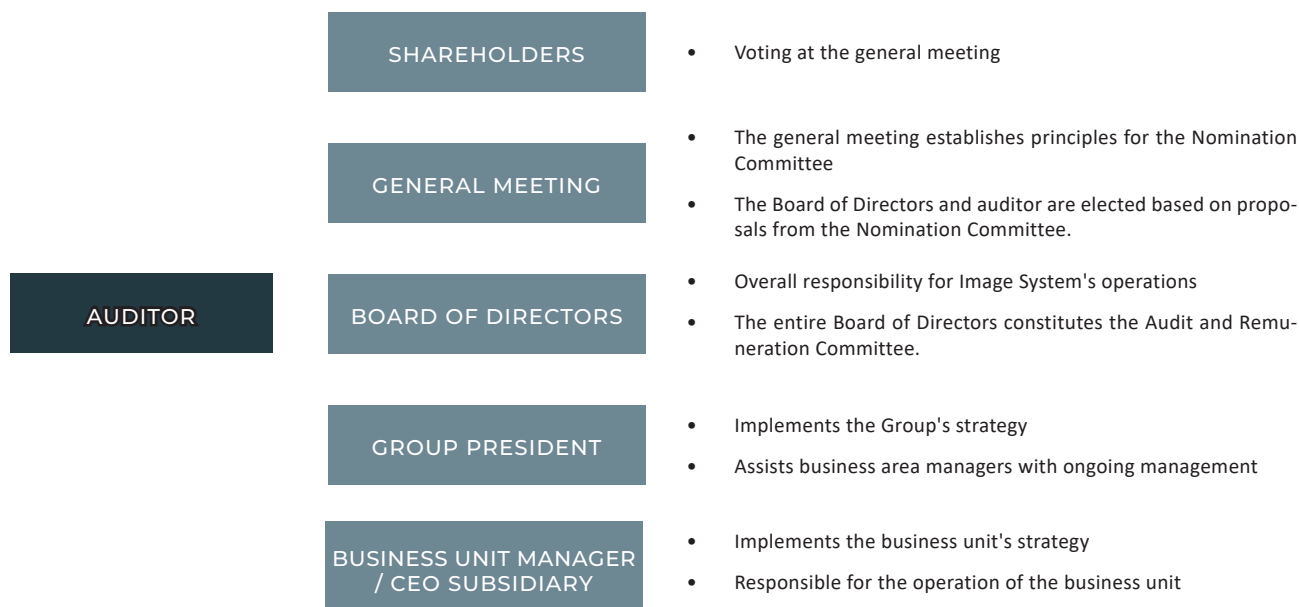 SHAREHOLDERS
• Voting at the general meeting
GENERAL MEETING
• The general meeting establishes principles for the Nomination
Committee
• The Board of Directors and auditor are elected based on propo-
sals from the Nomination Committee.
AUDITOR
BOARD OF DIRECTORS
• Overall responsibility for Image System's operations
• The entire Board of Directors constitutes the Audit and Remu-
neration Committee.
GROUP PRESIDENT
• Implements the Group's strategy
• Assists business area managers with ongoing management
BUSINESS UNIT MANAGER
/ CEO SUBSIDIARY
• Implements the business unit's strategy
• Responsible for the operation of the business unit